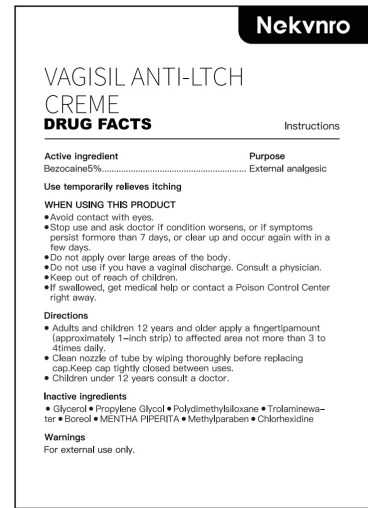 Nekvnro
VAGISIL ANTI-LTCH
CREME
DRUG FACTS Instructions
Active ingredient Purpose
Bezocaine5%.................................................. External analgesic
Use temporarily relieves itching
WHEN USING THIS PRODUCT
●Avoid contact with eyes.
●Stop use and ask doctor if condition worsens, or if symptoms
persist formore than 7 days, or clear up and occur again with in a
few days.
●Do not apply over large areas of the body.
●Do not use if you have a vaginal discharge. Consult a physician.
●Keep out of reach of children.
●If swallowed, get medical help or contact a Poison Control Center
right away.
Directions
● Adults and children 12 years and older apply a fingertipamount
(approximately 1-inch strip) to affected area not more than 3 to
4times daily.
● Clean nozzle of tube by wiping thoroughly before replacing
cap.Keep cap tightly closed between uses.
● Children under 12 years consult a doctor.
Inactive ingredients
● Glycerol ● Propylene Glycol ● Polydimethylsiloxane ● Trolaminewa-
ter ● Boreol ● MENTHA PIPERITA ● Methylparaben ● Chlorhexidine
Warnings
For external use only.